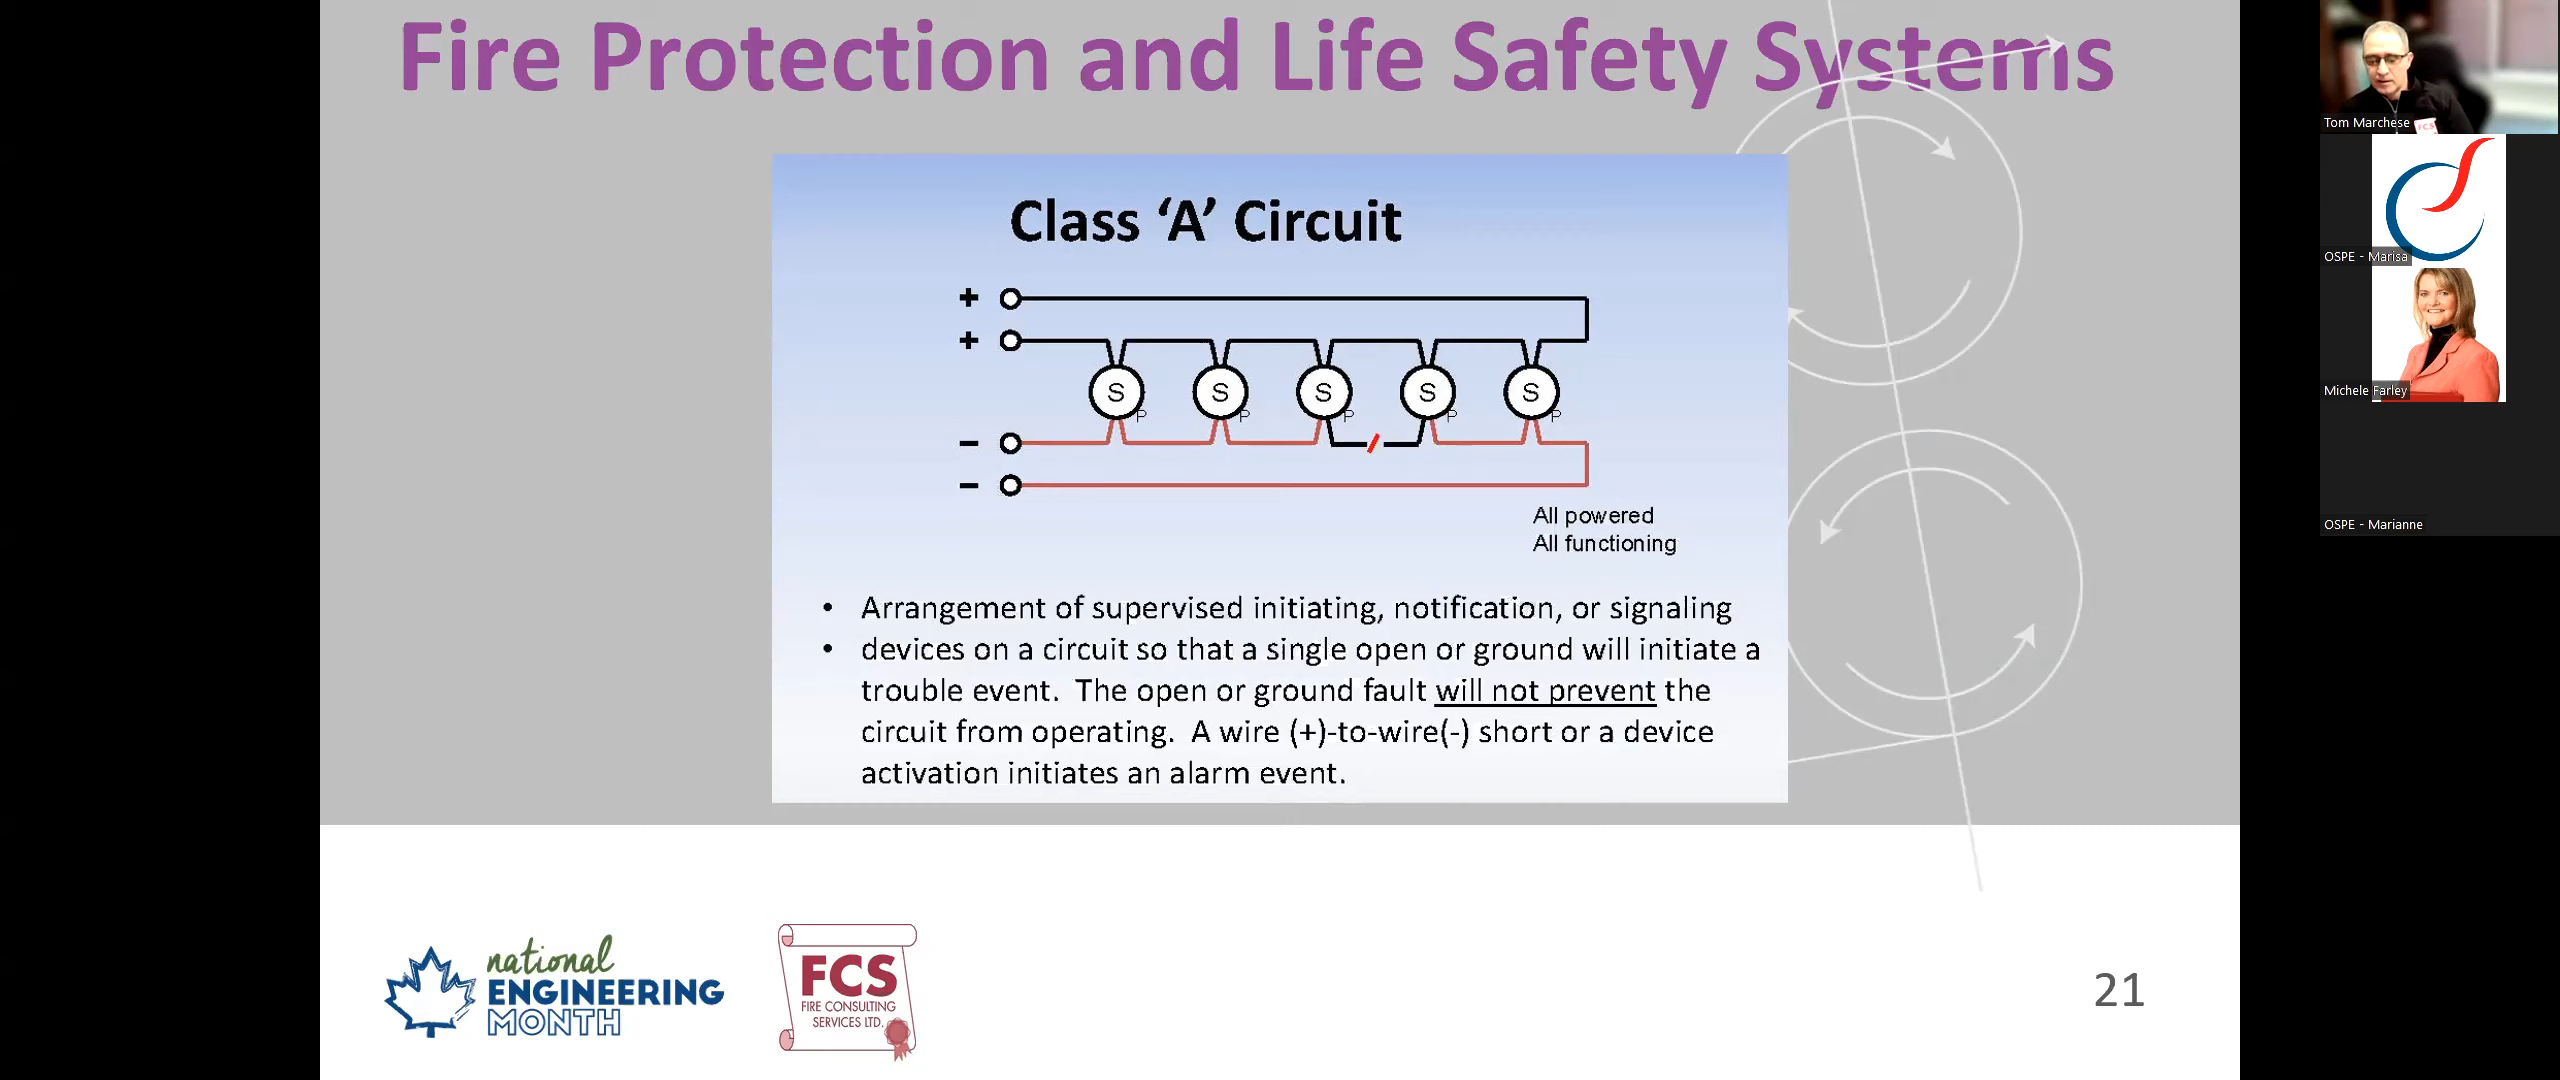 Fire Protection and Life Safety Systems
Class ‘A’ Circuit
+
+
S S S S S
P P P P P
−
−
All powered
All functioning
• Arrangement of supervised initiating, notification, or signaling
• devices on a circuit so that a single open or ground will initiate a
trouble event. The open or ground fault will not prevent the
circuit from operating. A wire (+)-to-wire(-) short or a device
activation initiates an alarm event.
national
ENGINEERING
MONTH
FCS
FIRE CONSULTING
SERVICES LTD.
21
Tom Marchese
FCS
OSPE - Marisa
Michele Farley
OSPE - Marianne